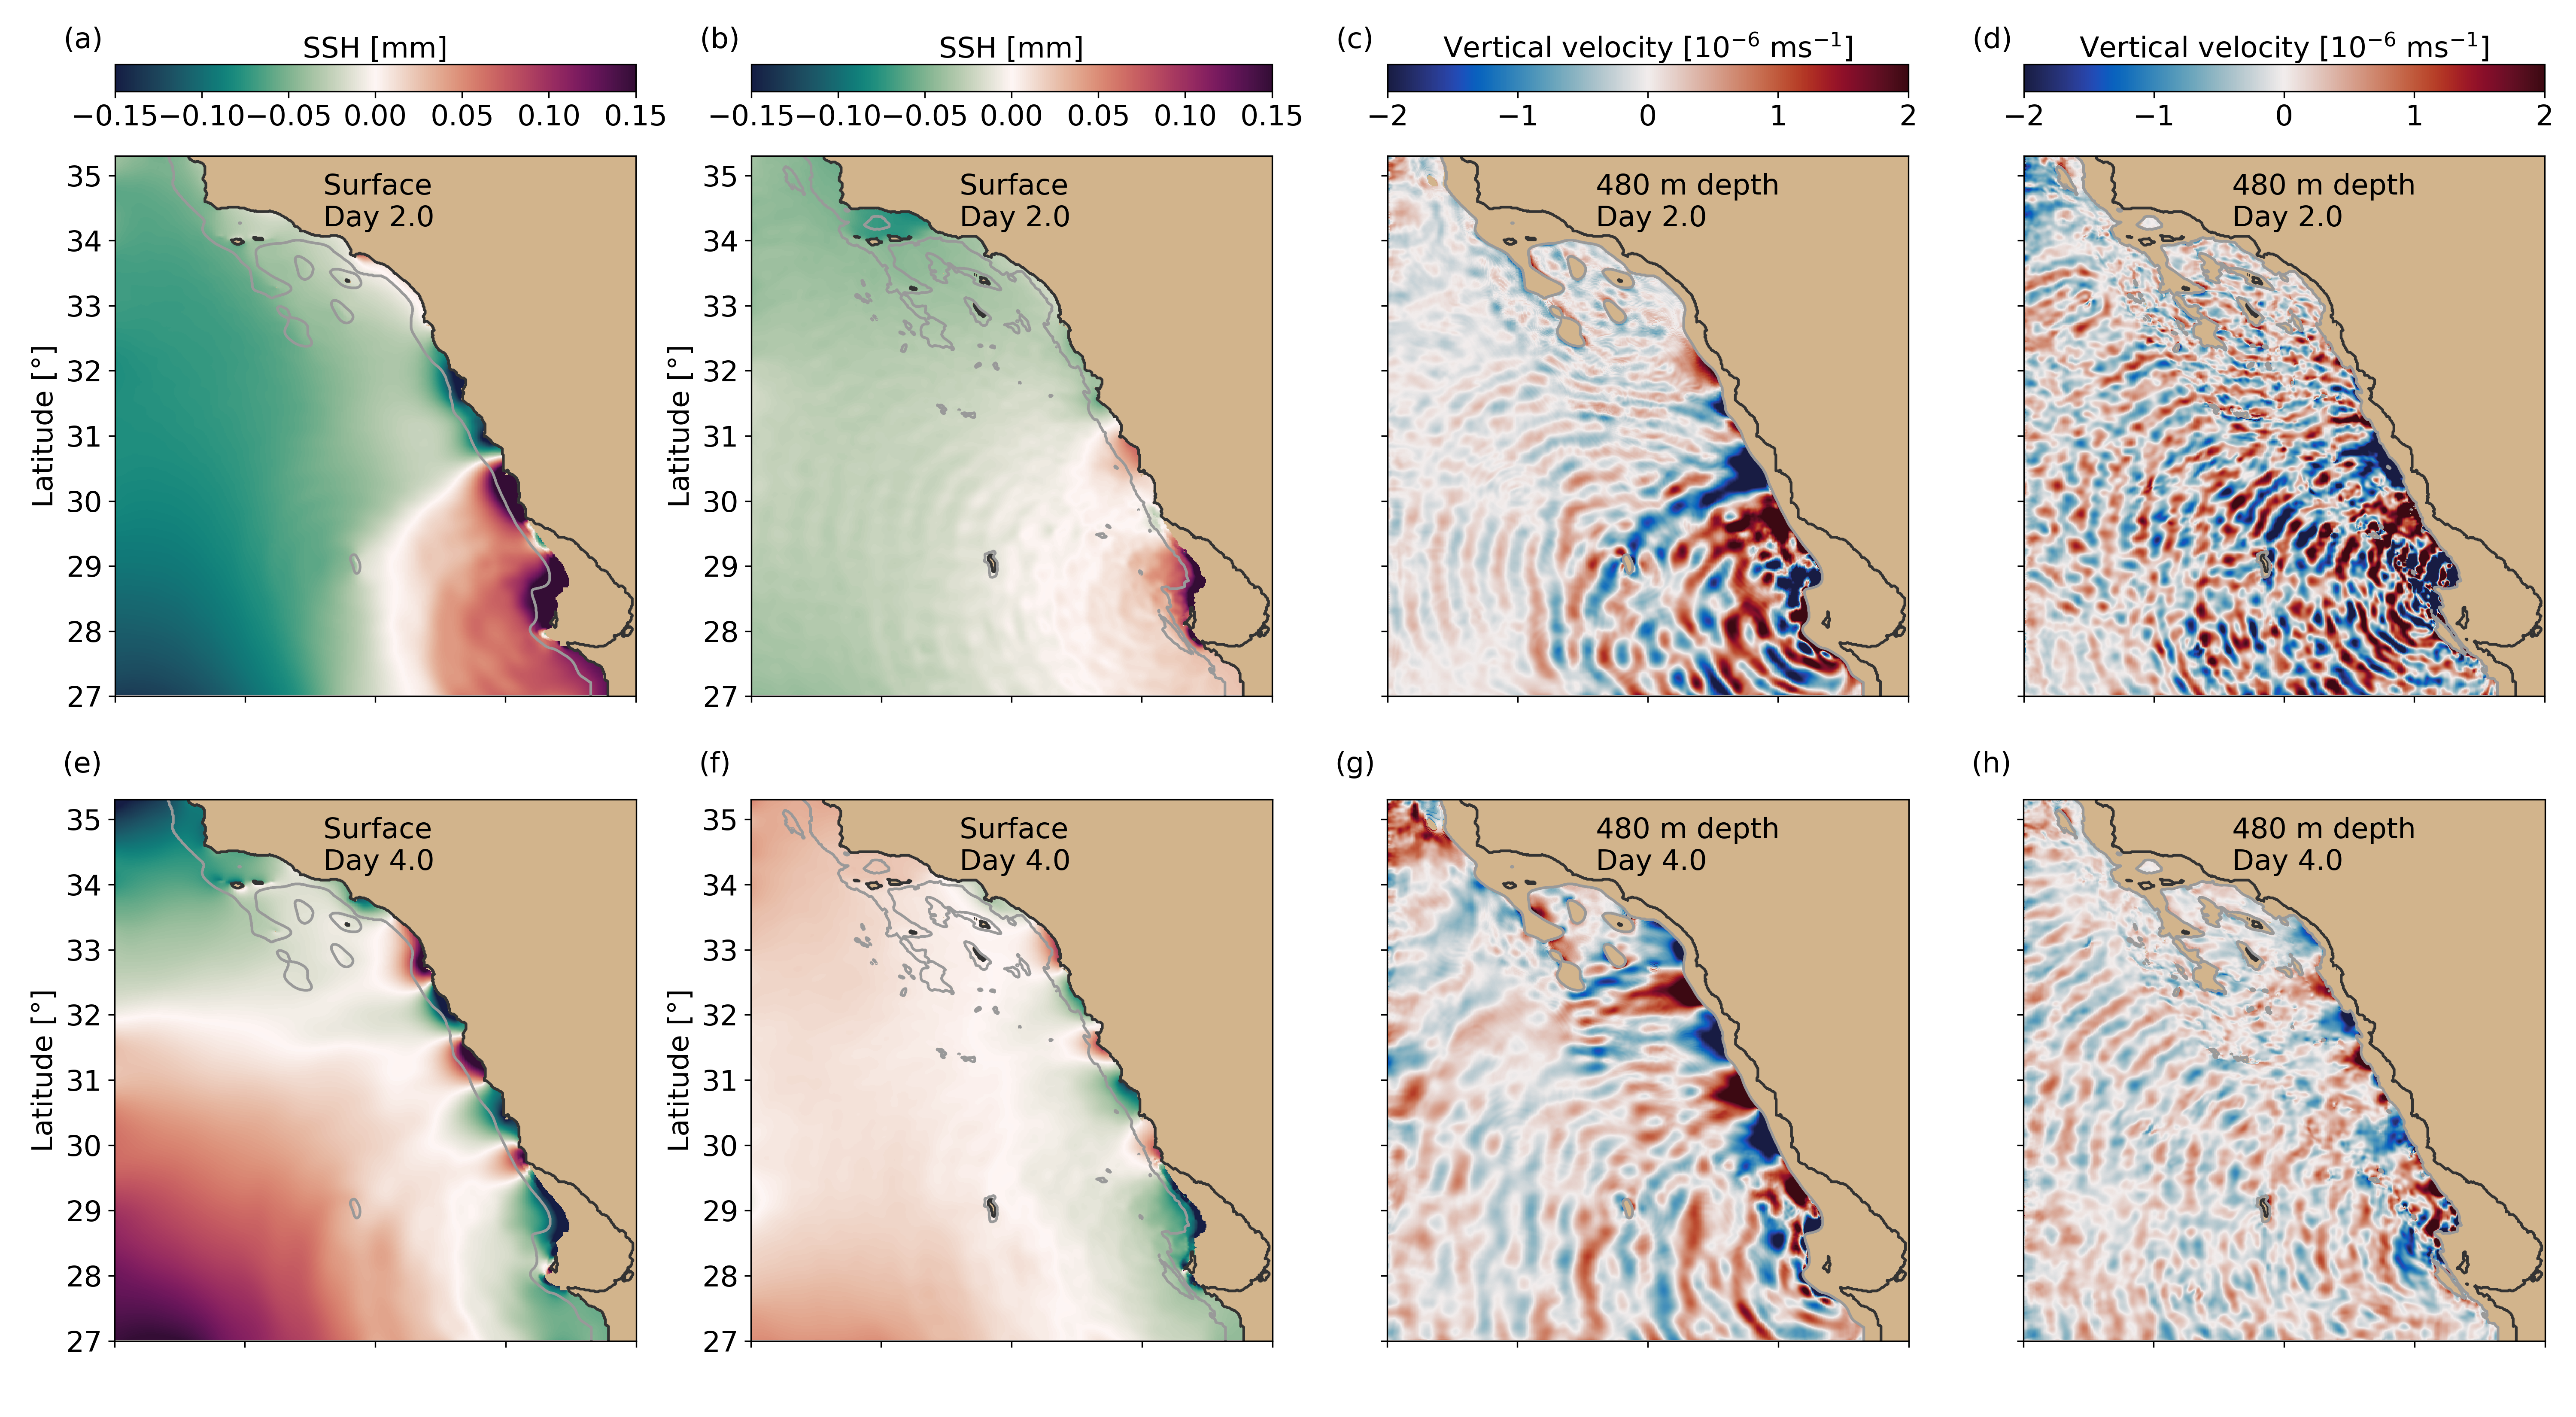 (a) (b) (c) (d)
SSH [mm] SSH [mm] Vertical velocity [10⁻⁶ ms⁻¹] Vertical velocity [10⁻⁶ ms⁻¹]
−0.15 −0.10 −0.05 0.00 0.05 0.10 0.15 −0.15 −0.10 −0.05 0.00 0.05 0.10 0.15 −2 −1 0 1 2 −2 −1 0 1 2
Surface Surface 480 m depth 480 m depth
Day 2.0 Day 2.0 Day 2.0 Day 2.0
Latitude [°] Latitude [°]
35 35
34 34
33 33
32 32
31 31
30 30
29 29
28 28
27 27
(e) (f) (g) (h)
Surface Surface 480 m depth 480 m depth
Day 4.0 Day 4.0 Day 4.0 Day 4.0
Latitude [°] Latitude [°]
35 35
34 34
33 33
32 32
31 31
30 30
29 29
28 28
27 27